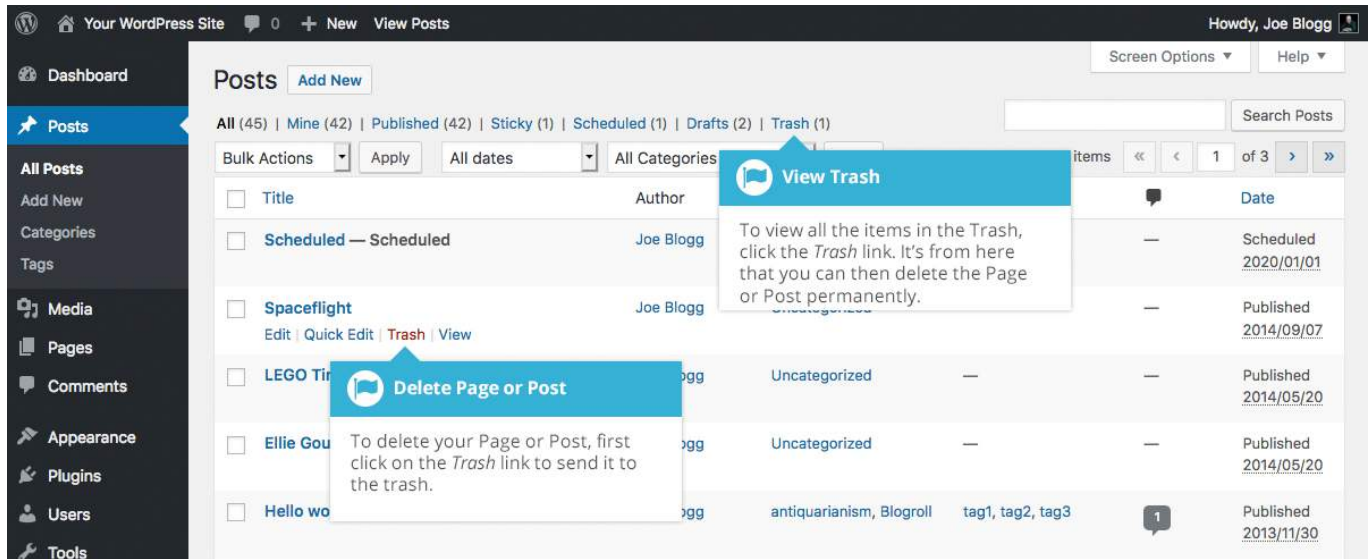 Your WordPress Site 0 + New View Posts Howdy, Joe Blogg
Screen Options ▼ Help ▼
Dashboard
Posts
All Posts
Add New
Categories
Tags
Media
Pages
Comments
Appearance
Plugins
Users
Tools
Posts Add New
All (45) | Mine (42) | Published (42) | Sticky (1) | Scheduled (1) | Drafts (2) | Trash (1)
Search Posts
Bulk Actions Apply All dates All Categories items « ‹ 1 of 3 › »
Title Author Date
Scheduled — Scheduled Joe Blogg — Scheduled
2020/01/01
View Trash
To view all the items in the Trash,
click the Trash link. It's from here
that you can then delete the Page
or Post permanently.
Spaceflight Joe Blogg Uncategorized — Published
2014/09/07
Edit | Quick Edit | Trash | View
LEGO Uncategorized — — Published
2014/05/20
Delete Page or Post
To delete your Page or Post, first
click on the Trash link to send it to
the trash.
Ellie Uncategorized — — Published
2014/05/20
Hello antiquarianism, Blogroll tag1, tag2, tag3 1 Published
2013/11/30